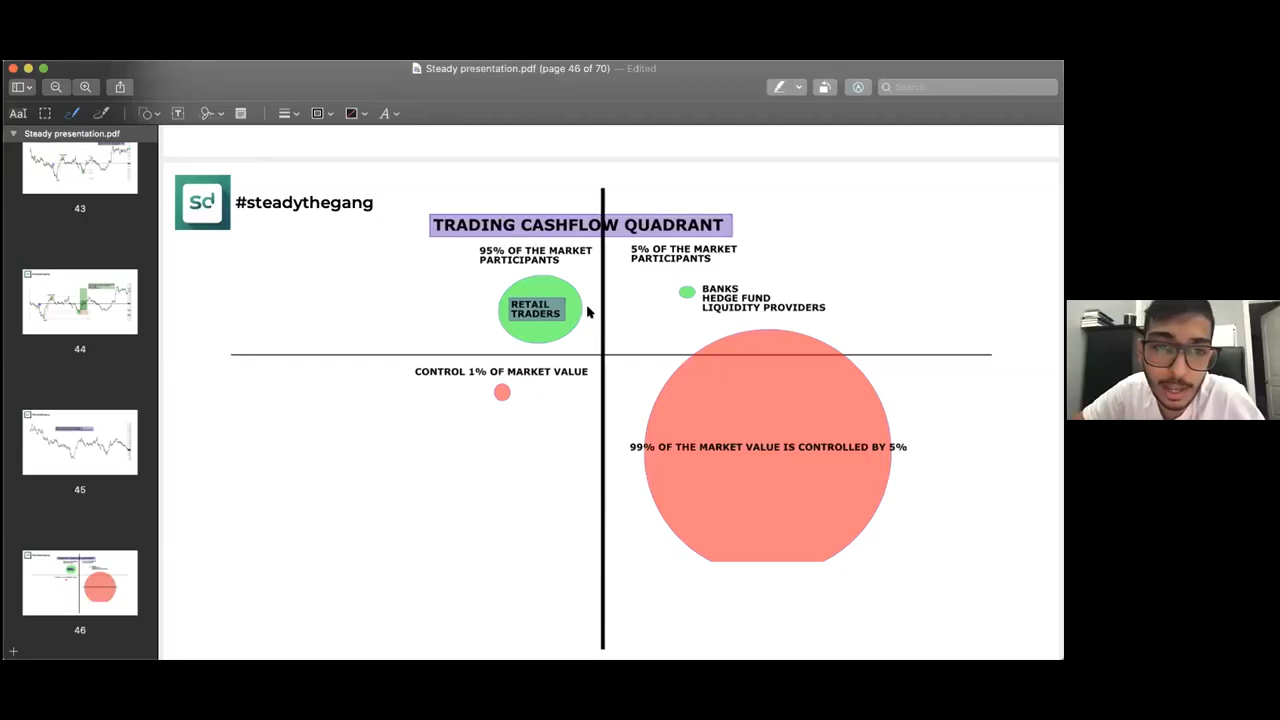 Steady presentation.pdf (page 46 of 70) — Edited
Search
AaI
A
Steady presentation.pdf
43
44
45
46
Sd
#steadythegang
TRADING CASHFLOW QUADRANT
95% OF THE MARKET
PARTICIPANTS
5% OF THE MARKET
PARTICIPANTS
RETAIL
TRADERS
BANKS
HEDGE FUND
LIQUIDITY PROVIDERS
CONTROL 1% OF MARKET VALUE
99% OF THE MARKET VALUE IS CONTROLLED BY 5%